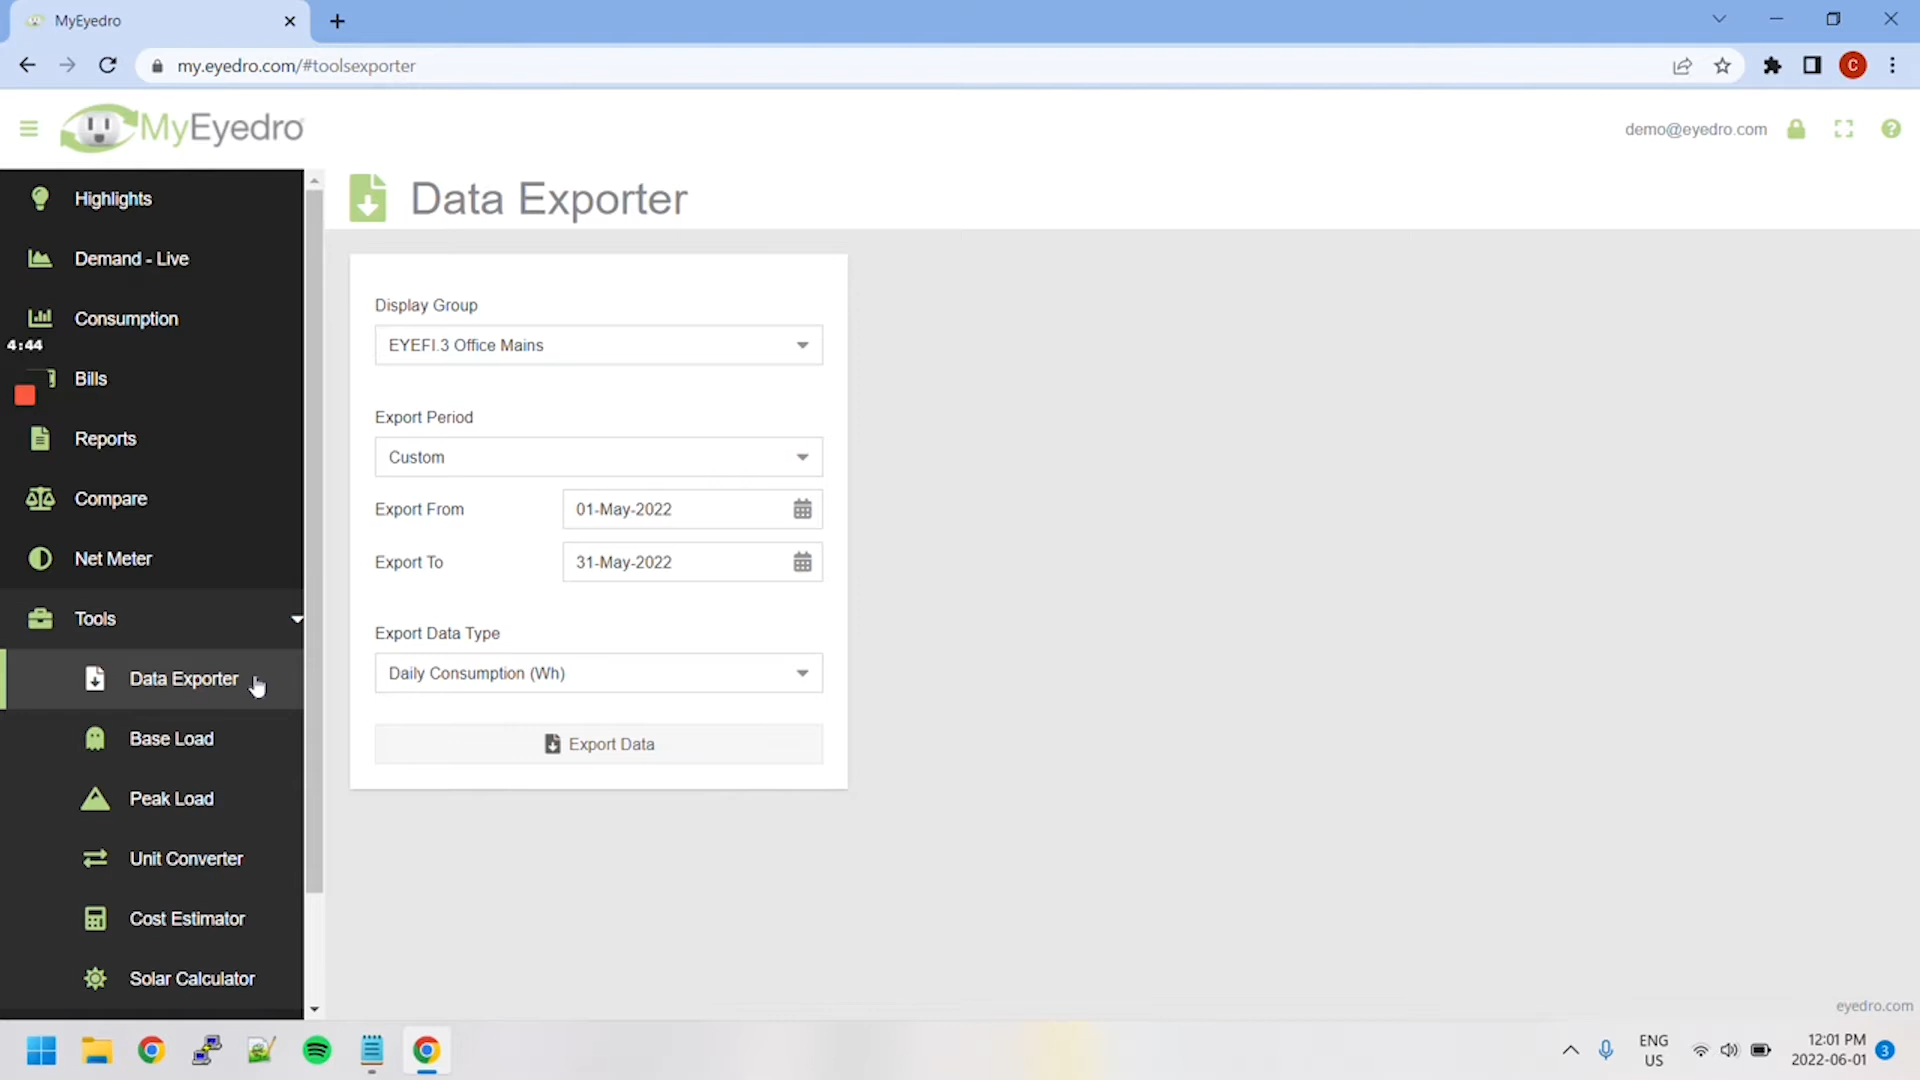 MyEyedro
my.eyedro.com/#toolsexporter
C
MyEyedro
demo@eyedro.com
Highlights
Demand - Live
Consumption
4:44
Bills
Reports
Compare
Net Meter
Tools
Data Exporter
Base Load
Peak Load
Unit Converter
Cost Estimator
Solar Calculator
Data Exporter
Display Group
EYEFI.3 Office Mains
Export Period
Custom
Export From
01-May-2022
Export To
31-May-2022
Export Data Type
Daily Consumption (Wh)
Export Data
eyedro.com
ENG
US
12:01 PM
2022-06-01
3